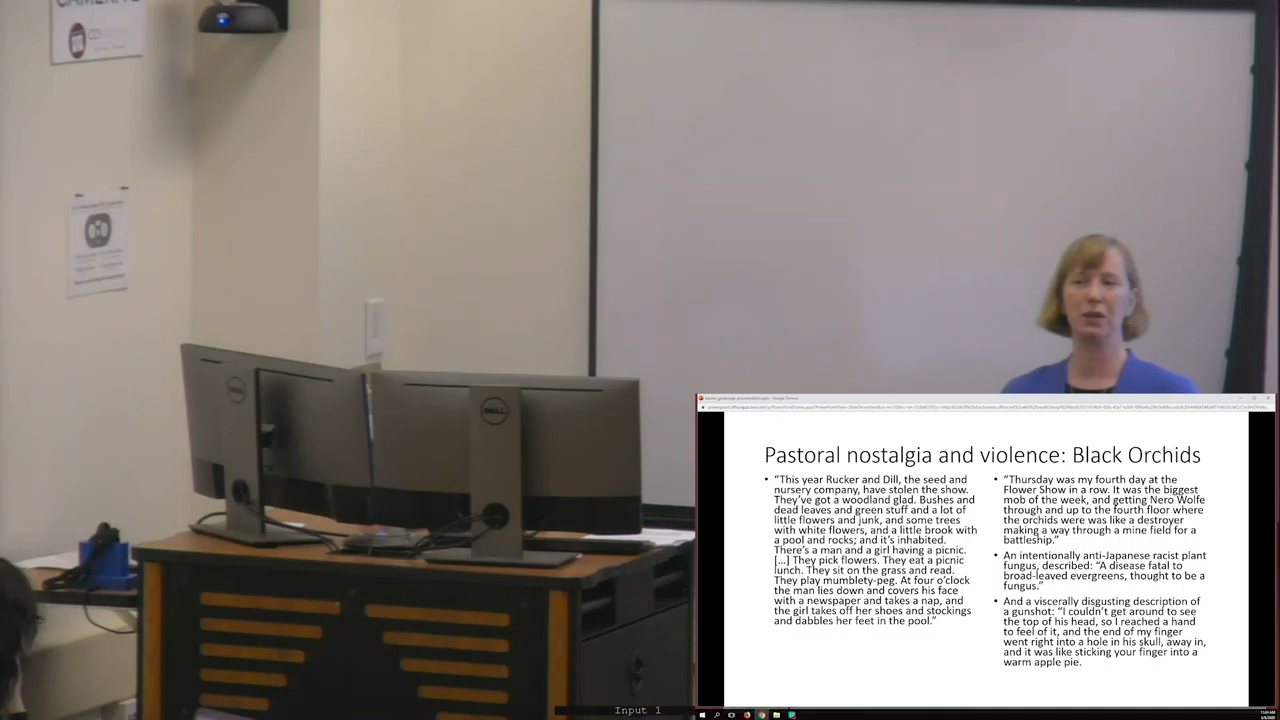 DELL
DELL
Pastoral nostalgia and violence: Black Orchids
• “This year Rucker and Dill, the seed and
nursery company, have stolen the show.
They’ve got a woodland glad. Bushes and
dead leaves and green stuff and a lot of
little flowers and junk, and some trees
with white flowers, and a little brook with
a pool and rocks; and it’s inhabited.
There’s a man and a girl having a picnic.
[…] They pick flowers. They eat a picnic
lunch. They sit on the grass and read.
They play mumblety-peg. At four o’clock
the man lies down and covers his face
with a newspaper and takes a nap, and
the girl takes off her shoes and stockings
and dabbles her feet in the pool.”
• “Thursday was my fourth day at the
Flower Show in a row. It was the biggest
mob of the week, and getting Nero Wolfe
through and up to the fourth floor where
the orchids were was like a destroyer
making a way through a mine field for a
battleship.”
• An intentionally anti-Japanese racist plant
fungus, described: “A disease fatal to
broad-leaved evergreens, thought to be a
fungus.”
• And a viscerally disgusting description of
a gunshot: “I couldn’t get around to see
the top of his head, so I reached a hand
to feel of it, and the end of my finger
went right into a hole in his skull, away in,
and it was like sticking your finger into a
warm apple pie.
Input 1